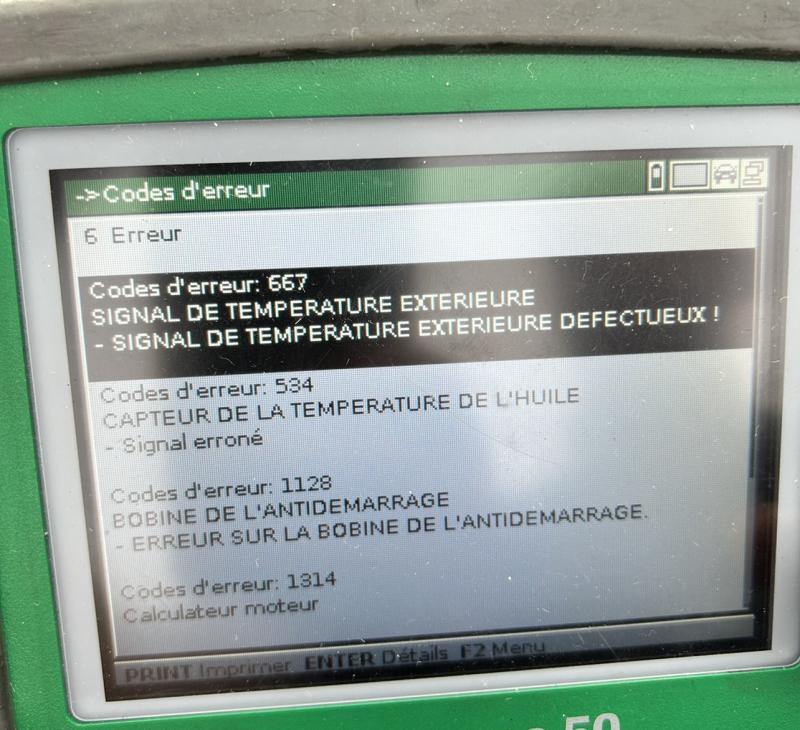 ->Codes d'erreur
6 Erreur
Codes d'erreur: 667
SIGNAL DE TEMPERATURE EXTERIEURE
- SIGNAL DE TEMPERATURE EXTERIEURE DEFECTUEUX !
Codes d'erreur: 534
CAPTEUR DE LA TEMPERATURE DE L'HUILE
- Signal erroné
Codes d'erreur: 1128
BOBINE DE L'ANTIDEMARRAGE
- ERREUR SUR LA BOBINE DE L'ANTIDEMARRAGE.
Codes d'erreur: 1314
Calculateur moteur
PRINT Imprimer ENTER Détails F2 Menu
50